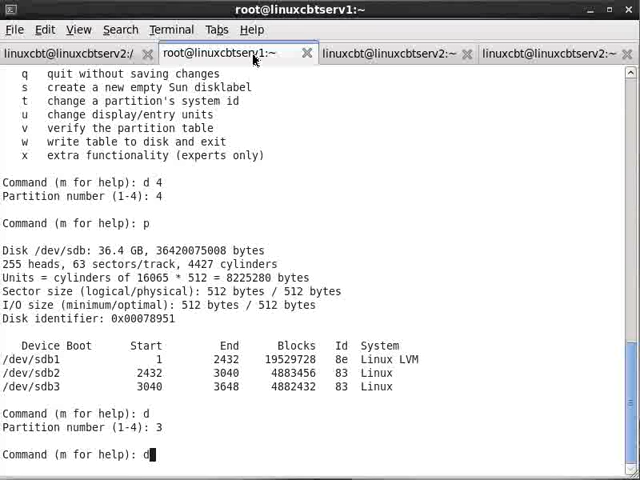 root@linuxcbtserv1:~
File Edit View Search Terminal Tabs Help
linuxcbt@linuxcbtserv2:/ root@linuxcbtserv1:~ linuxcbt@linuxcbtserv2:~ linuxcbt@linuxcbtserv2:~
q quit without saving changes
s create a new empty Sun disklabel
t change a partition's system id
u change display/entry units
v verify the partition table
w write table to disk and exit
x extra functionality (experts only)
Command (m for help): d 4
Partition number (1-4): 4
Command (m for help): p
Disk /dev/sdb: 36.4 GB, 36420075008 bytes
255 heads, 63 sectors/track, 4427 cylinders
Units = cylinders of 16065 * 512 = 8225280 bytes
Sector size (logical/physical): 512 bytes / 512 bytes
I/O size (minimum/optimal): 512 bytes / 512 bytes
Disk identifier: 0x00078951
Device Boot Start End Blocks Id System
/dev/sdb1 1 2432 19529728 8e Linux LVM
/dev/sdb2 2432 3040 4883456 83 Linux
/dev/sdb3 3040 3648 4882432 83 Linux
Command (m for help): d
Partition number (1-4): 3
Command (m for help): d